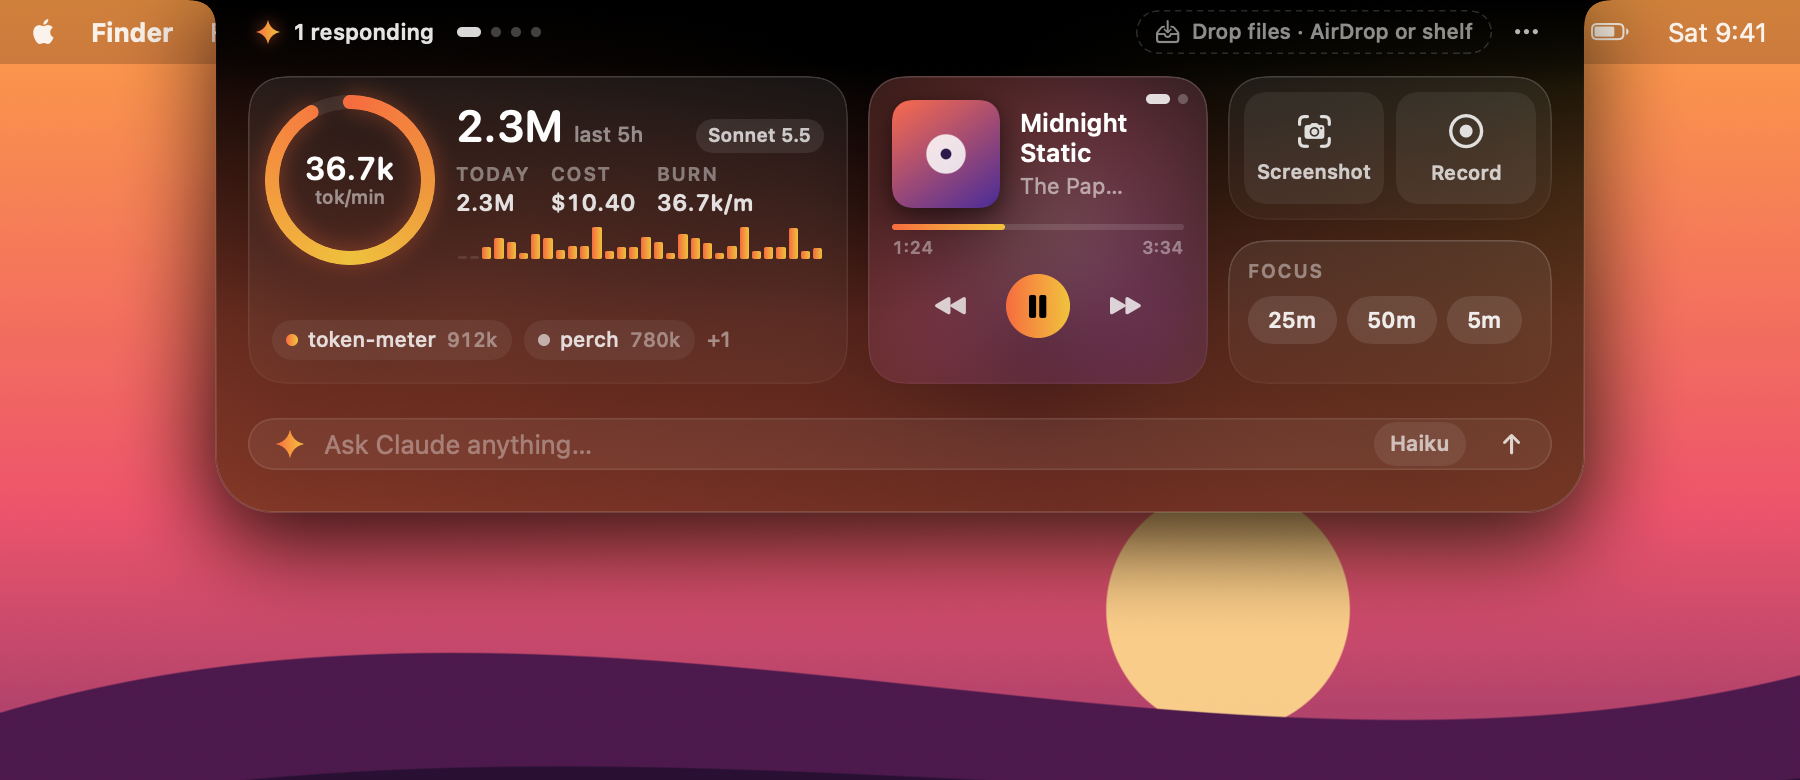 Finder
Sat 9:41
1 responding
Drop files · AirDrop or shelf
36.7k
tok/min
2.3M last 5h
Sonnet 5.5
TODAY COST BURN
2.3M $10.40 36.7k/m
token-meter 912k
perch 780k
+1
Midnight
Static
The Pap...
1:24
3:34
Screenshot
Record
FOCUS
25m
50m
5m
Ask Claude anything...
Haiku